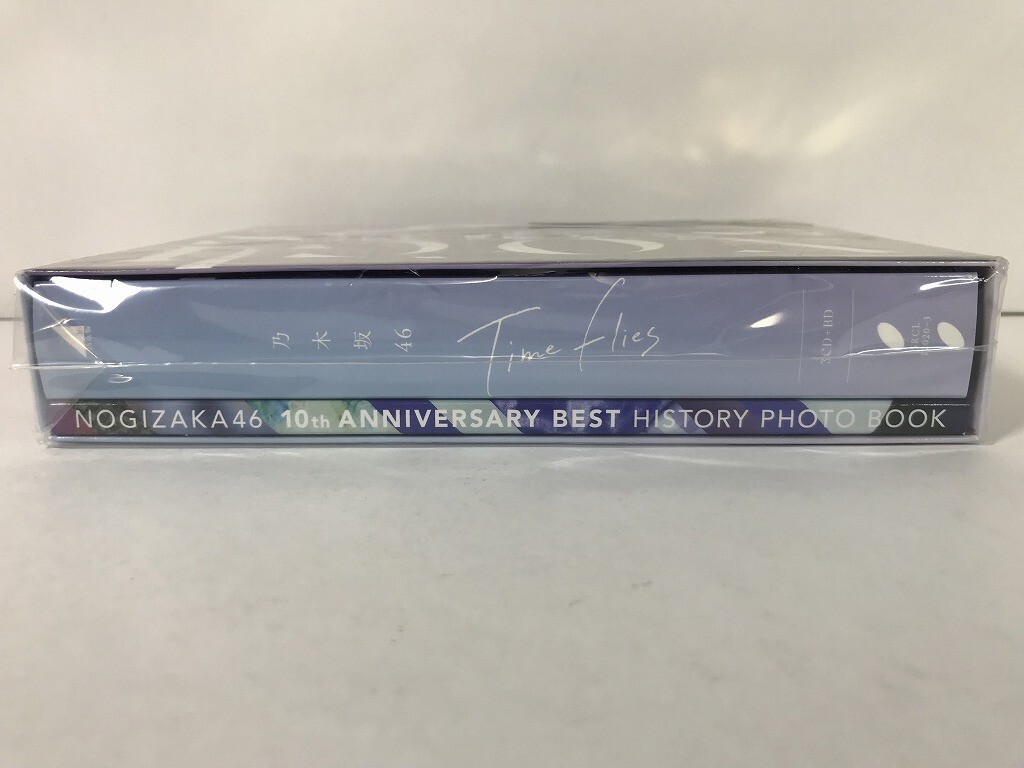 乃木坂46
Time flies
NOGIZAKA46 10th ANNIVERSARY BEST HISTORY PHOTO BOOK